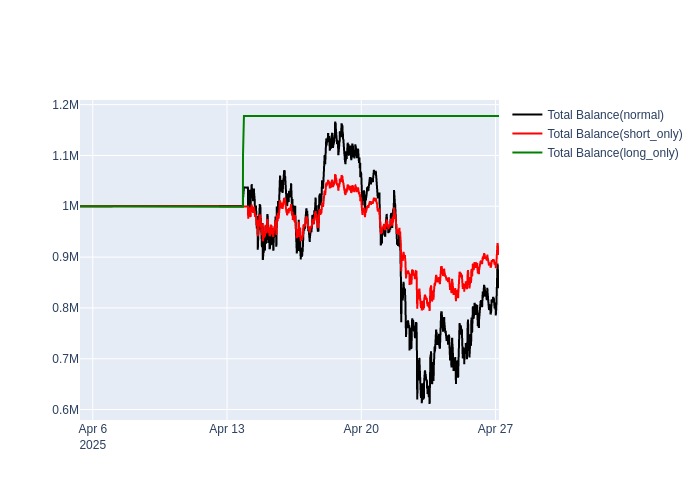 1.2M
1.1M
1M
0.9M
0.8M
0.7M
0.6M
Apr 6
2025
Apr 13
Apr 20
Apr 27
Total Balance(normal)
Total Balance(short_only)
Total Balance(long_only)